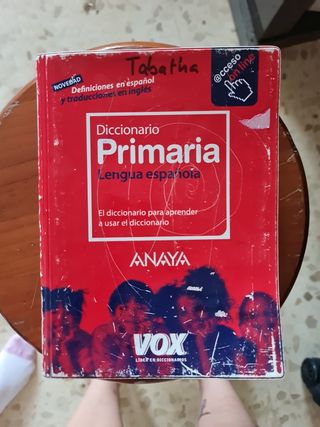 Tabatha
NOVEDAD
Definiciones en español
y traducciones en inglés
@cceso
on line
Diccionario
Primaria
Lengua española
El diccionario para aprender
a usar el diccionario
ANAYA
VOX
LÍDER EN DICCIONARIOS